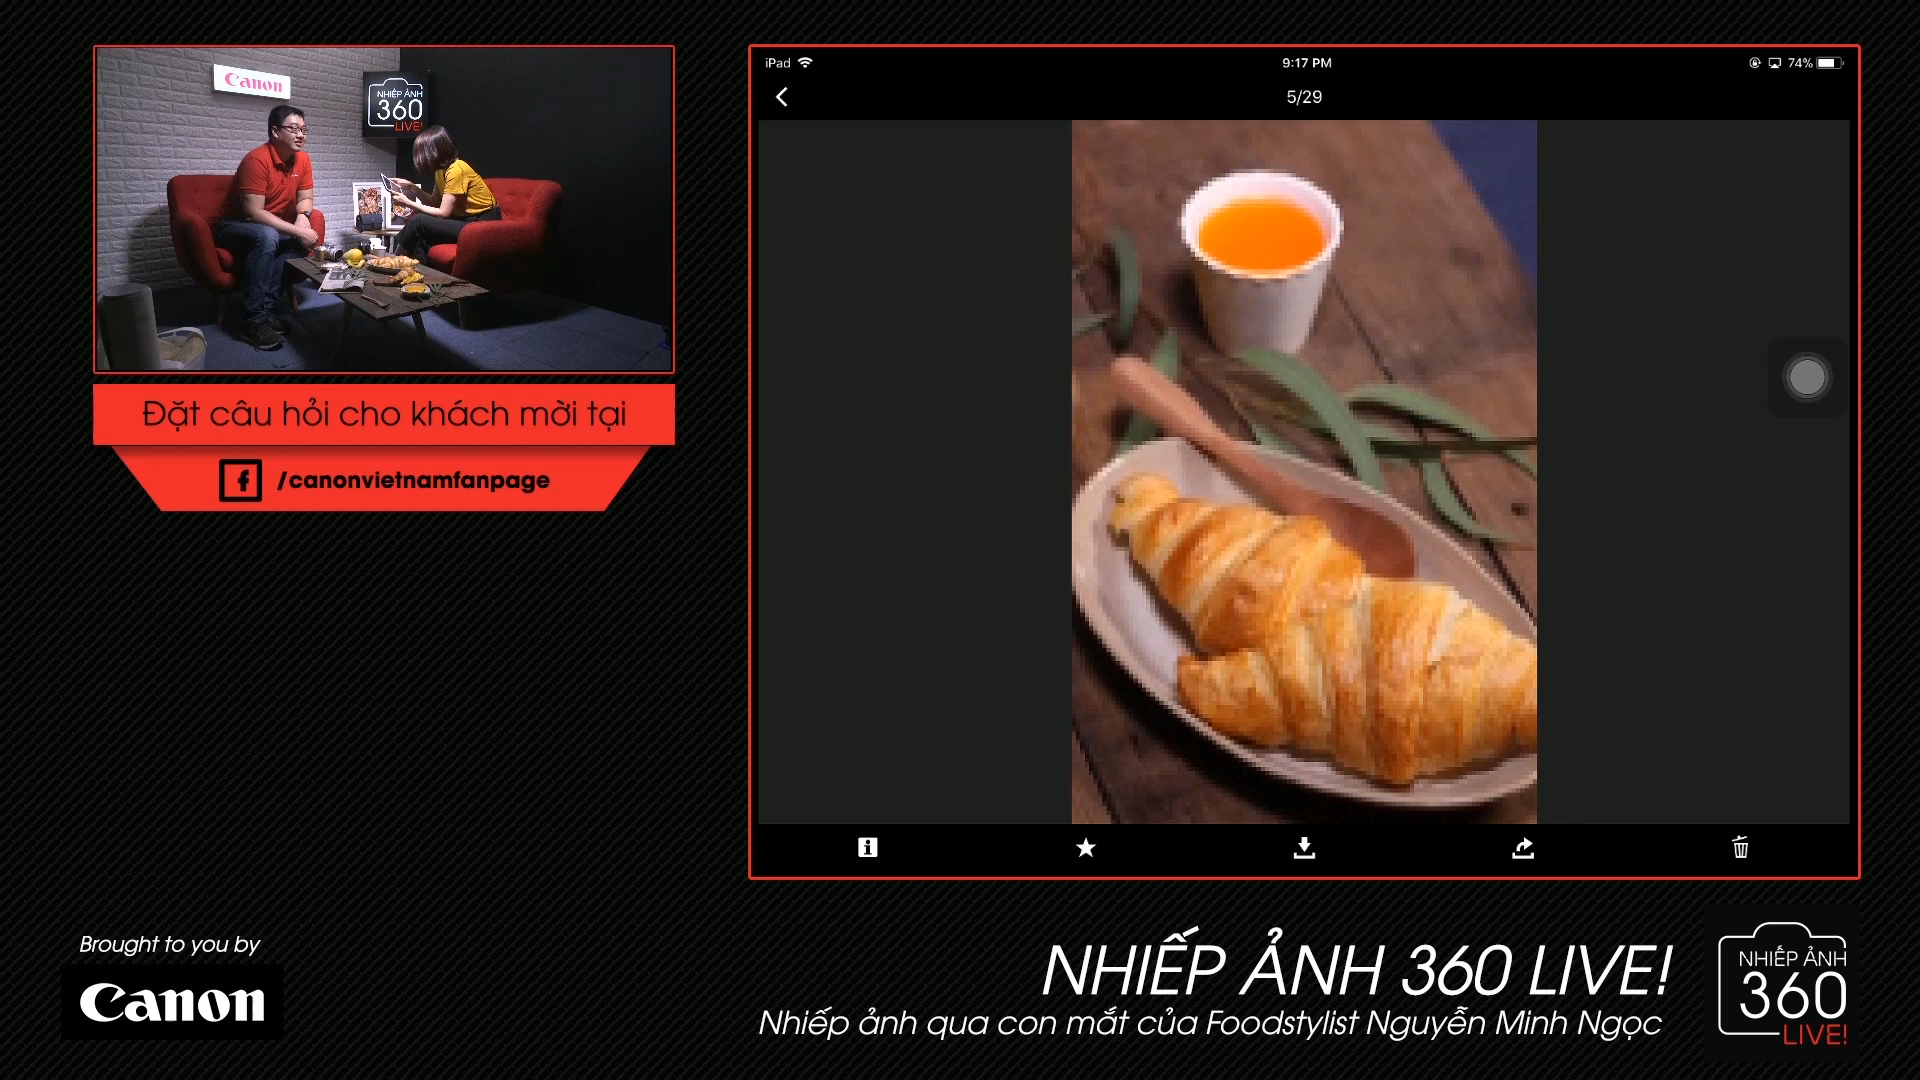 Canon
NHIẾP ẢNH
360
LIVE!
Đặt câu hỏi cho khách mời tại
f /canonvietnamfanpage
iPad
9:17 PM
74%
5/29
Brought to you by
Canon
NHIẾP ẢNH 360 LIVE!
Nhiếp ảnh qua con mắt của Foodstylist Nguyễn Minh Ngọc
NHIẾP ẢNH
360
LIVE!